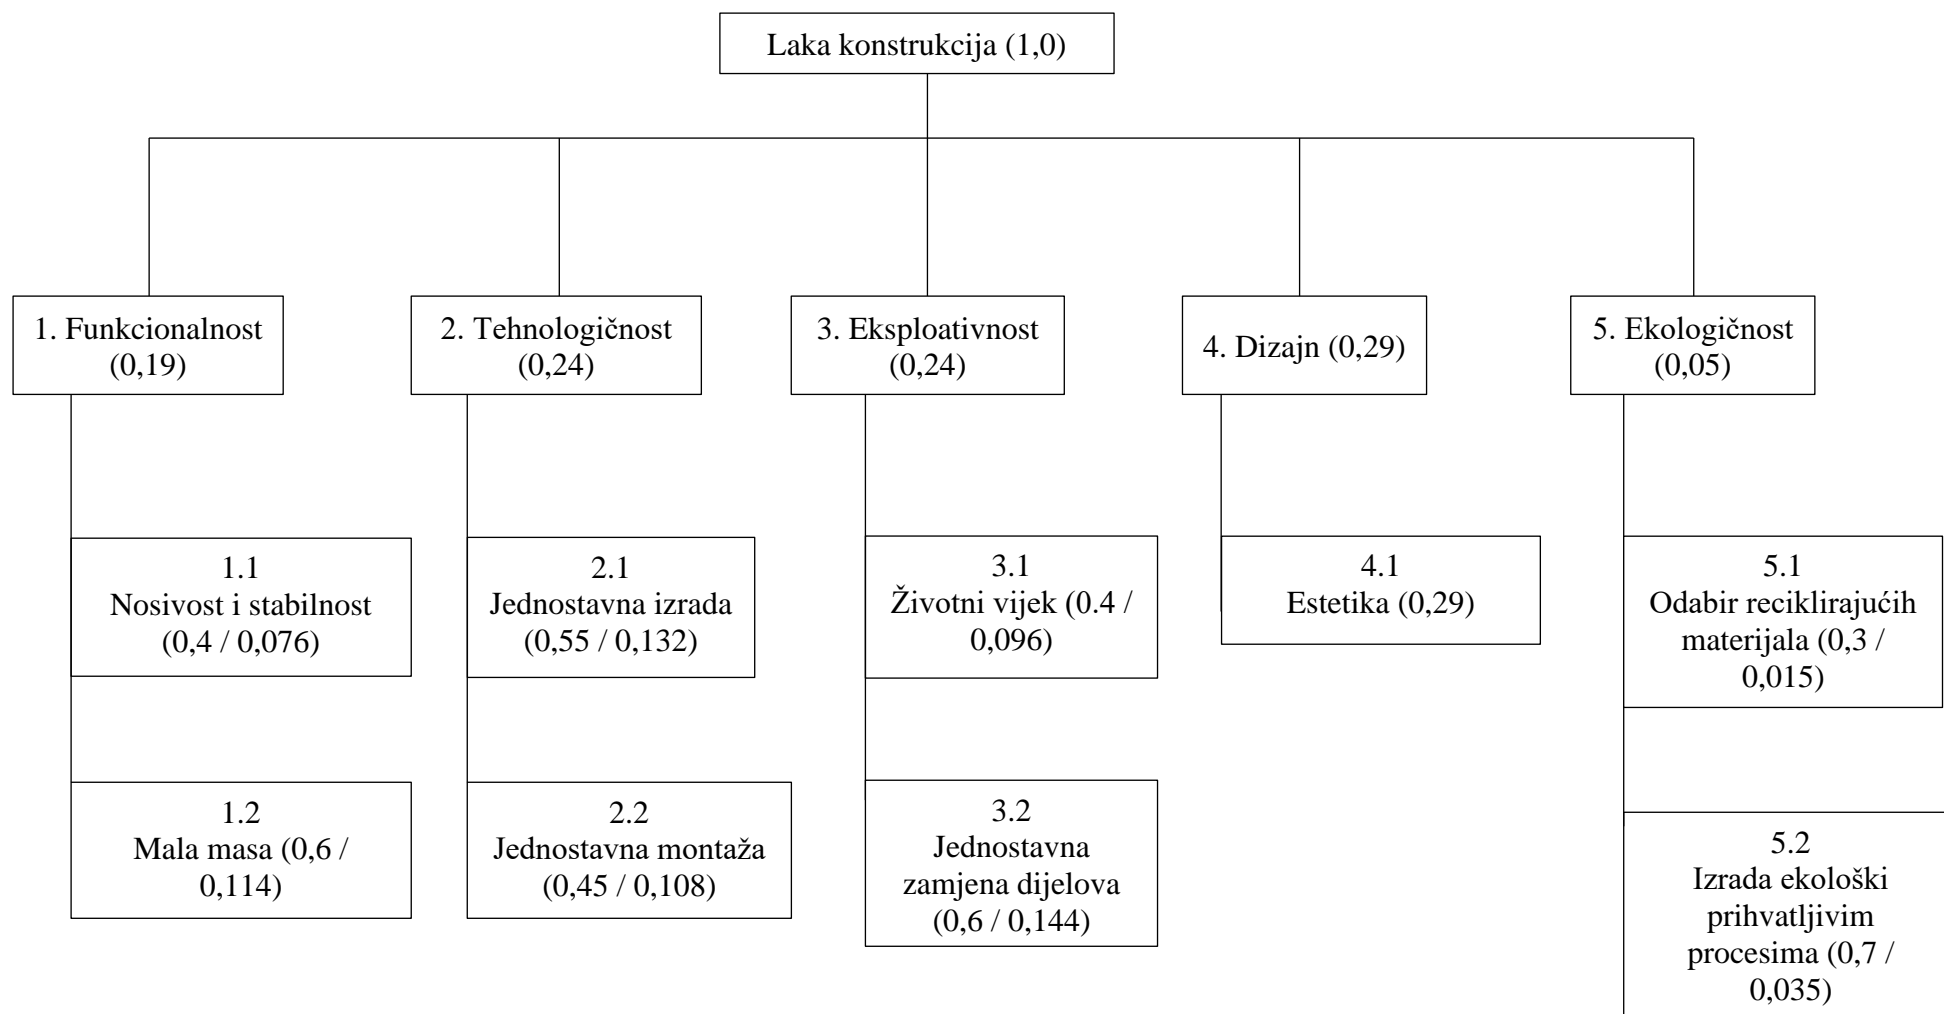 Laka konstrukcija (1,0)
1. Funkcionalnost
(0,19)
2. Tehnologičnost
(0,24)
3. Eksploativnost
(0,24)
4. Dizajn (0,29)
5. Ekologičnost
(0,05)
1.1
Nosivost i stabilnost
(0,4 / 0,076)
2.1
Jednostavna izrada
(0,55 / 0,132)
3.1
Životni vijek (0.4 /
0,096)
4.1
Estetika (0,29)
5.1
Odabir reciklirajućih
materijala (0,3 /
0,015)
1.2
Mala masa (0,6 /
0,114)
2.2
Jednostavna montaža
(0,45 / 0,108)
3.2
Jednostavna
zamjena dijelova
(0,6 / 0,144)
5.2
Izrada ekološki
prihvatljivim
procesima (0,7 /
0,035)